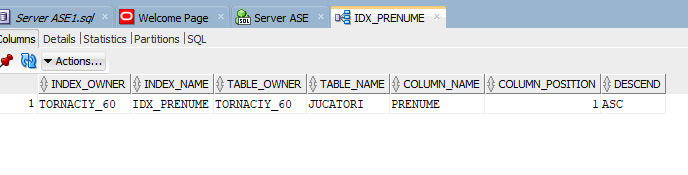 Server ASE1.sql × Welcome Page × Server ASE × IDX_PRENUME ×
Columns Details Statistics Partitions SQL
Actions...
INDEX_OWNER INDEX_NAME TABLE_OWNER TABLE_NAME COLUMN_NAME COLUMN_POSITION DESCEND
1 TORNACIY_60 IDX_PRENUME TORNACIY_60 JUCATORI PRENUME 1 ASC